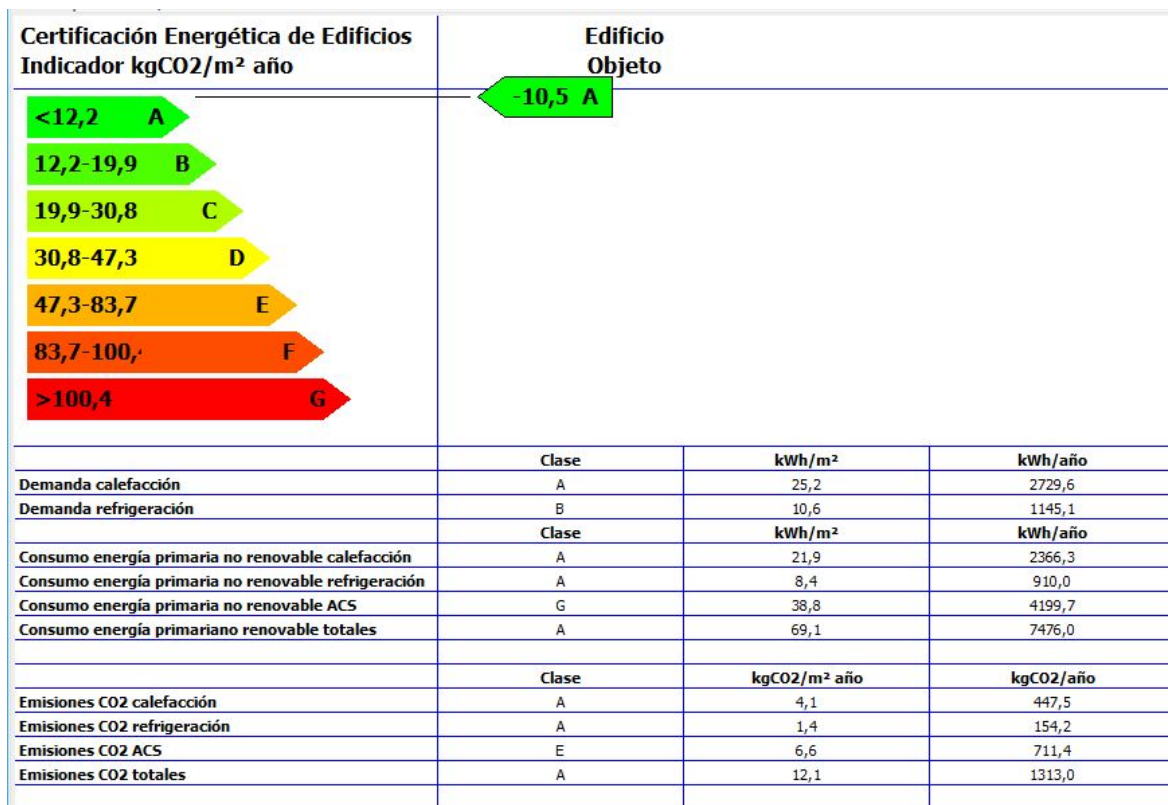 Certificación Energética de Edificios
Indicador kgCO2/m² año
Edificio
Objeto
-10,5 A
<12,2 A
12,2-19,9 B
19,9-30,8 C
30,8-47,3 D
47,3-83,7 E
83,7-100, F
>100,4 G
Clase kWh/m² kWh/año
Demanda calefacción A 25,2 2729,6
Demanda refrigeración B 10,6 1145,1
Clase kWh/m² kWh/año
Consumo energía primaria no renovable calefacción A 21,9 2366,3
Consumo energía primaria no renovable refrigeración A 8,4 910,0
Consumo energía primaria no renovable ACS G 38,8 4199,7
Consumo energía primariano renovable totales A 69,1 7476,0
Clase kgCO2/m² año kgCO2/año
Emisiones CO2 calefacción A 4,1 447,5
Emisiones CO2 refrigeración A 1,4 154,2
Emisiones CO2 ACS E 6,6 711,4
Emisiones CO2 totales A 12,1 1313,0